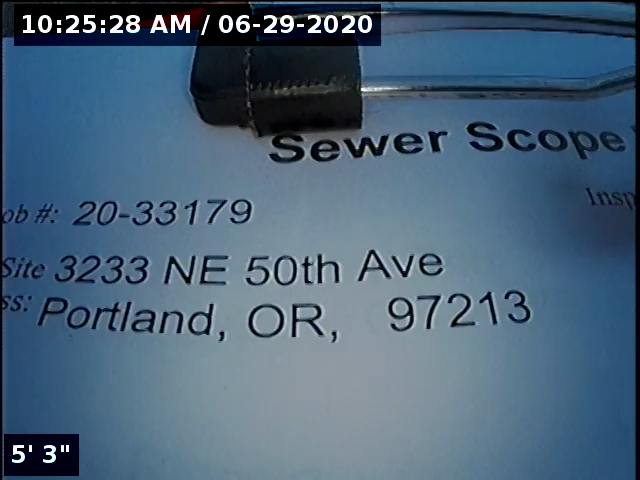 10:25:28 AM / 06-29-2020
Sewer Scope
Insp
ob #: 20-33179
Site 3233 NE 50th Ave
ss: Portland, OR, 97213
5' 3"